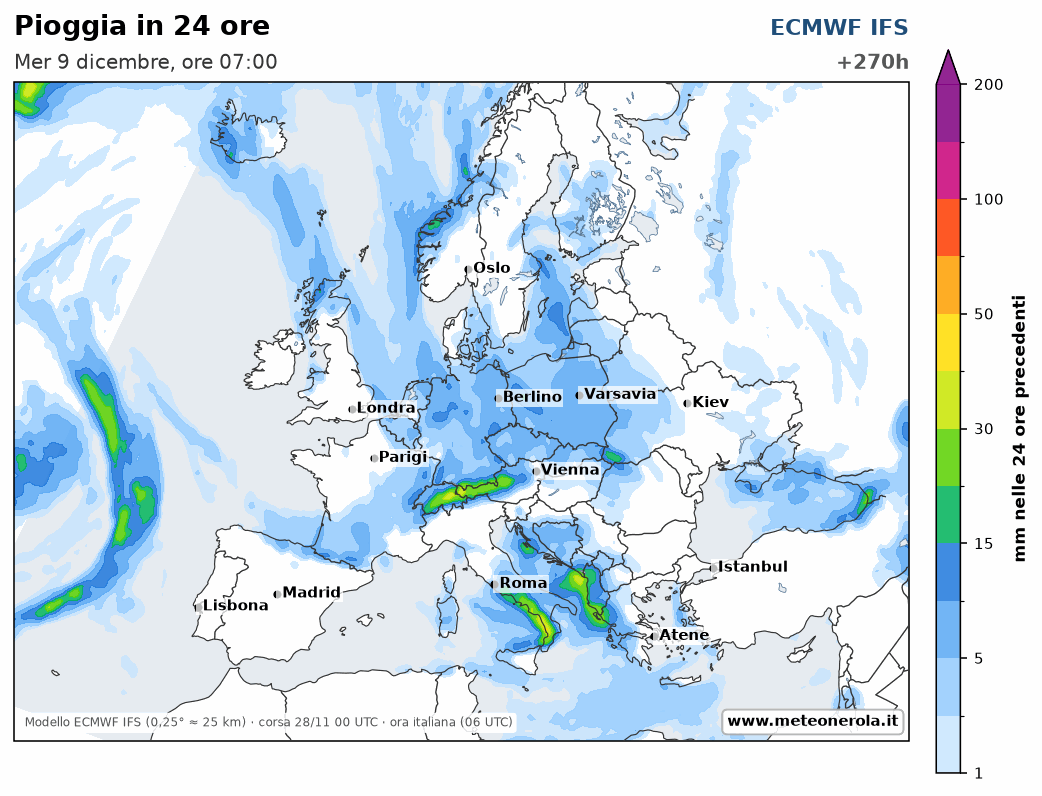 Pioggia in 24 ore
ECMWF IFS
Mer 9 dicembre, ore 07:00
+270h
Oslo
Londra
Berlino
Varsavia
Kiev
Parigi
Vienna
Istanbul
Roma
Madrid
Lisbona
Atene
Modello ECMWF IFS (0,25° ≈ 25 km) · corsa 28/11 00 UTC · ora italiana (06 UTC)
www.meteonerola.it
200
100
50
30
15
5
1
mm nelle 24 ore precedenti